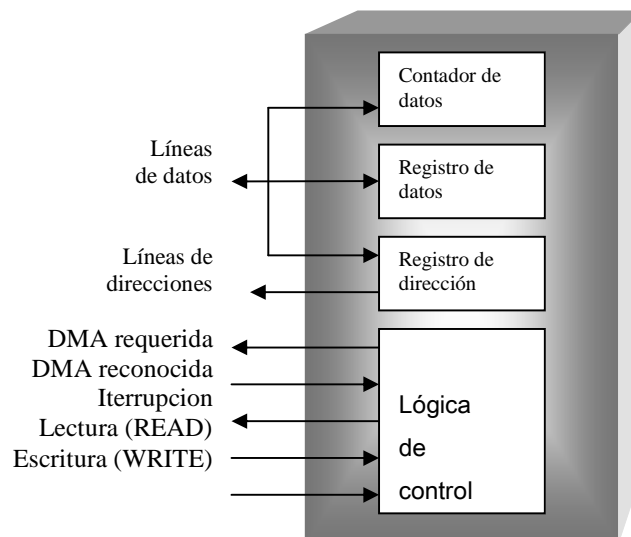 Contador de
datos
Líneas
de datos
Registro de
datos
Líneas de
direcciones
Registro de
dirección
DMA requerida
DMA reconocida
Iterrupcion
Lectura (READ)
Escritura (WRITE)
Lógica
de
control